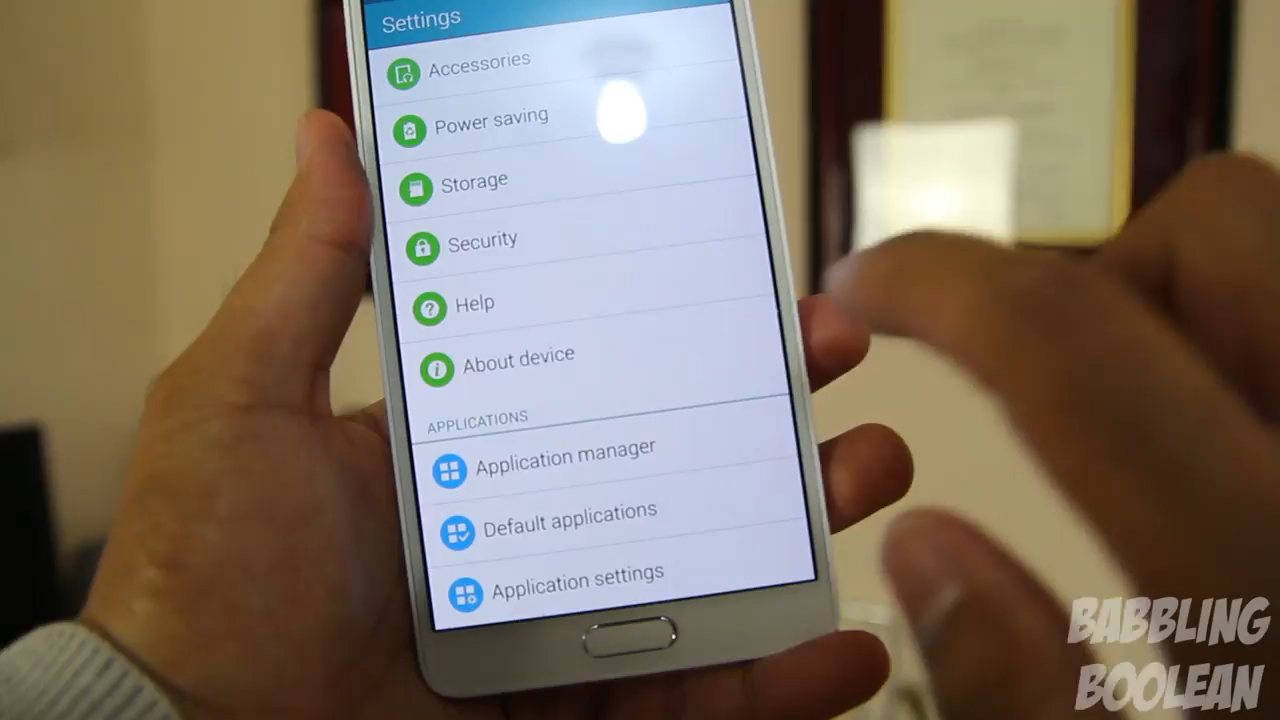 Settings
Accessories
Power saving
Storage
Security
Help
About device
APPLICATIONS
Application manager
Default applications
Application settings
BABBLING
BOOLEAN